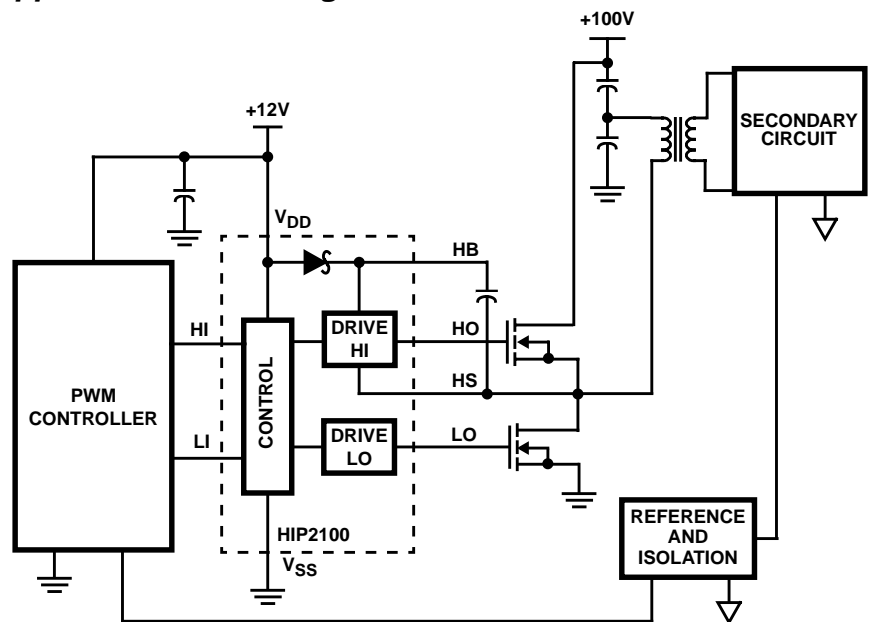 +100V
+12V
SECONDARY
CIRCUIT
VDD
HB
HI
DRIVE
HI
HO
PWM
CONTROLLER
CONTROL
HS
LI
DRIVE
LO
LO
HIP2100
VSS
REFERENCE
AND
ISOLATION